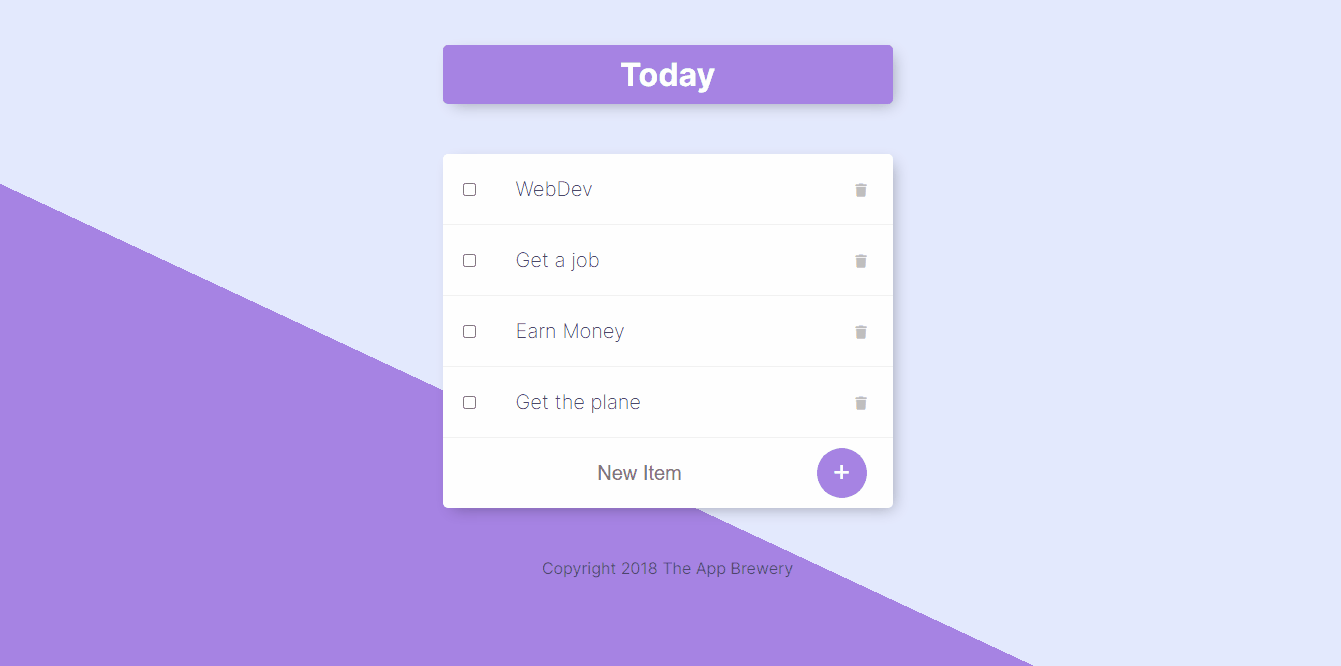 Today
WebDev
Get a job
Earn Money
Get the plane
New Item +
Copyright 2018 The App Brewery